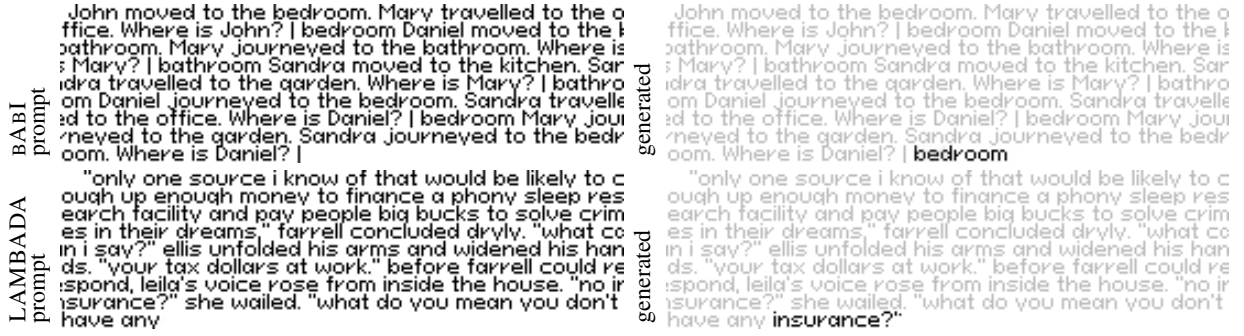 BABI
prompt
John moved to the bedroom. Mary travelled to the o
ffice. Where is John? | bedroom Daniel moved to the b
athroom. Mary journeyed to the bathroom. Where is
s Mary? | bathroom Sandra moved to the kitchen. San
dra travelled to the garden. Where is Mary? | bathro
om Daniel journeyed to the bedroom. Sandra travelle
ed to the office. Where is Daniel? | bedroom Mary jour
rneyed to the garden. Sandra journeyed to the bedr
oom. Where is Daniel? |
generated
John moved to the bedroom. Mary travelled to the o
ffice. Where is John? | bedroom Daniel moved to the b
athroom. Mary journeyed to the bathroom. Where is
s Mary? | bathroom Sandra moved to the kitchen. San
dra travelled to the garden. Where is Mary? | bathro
om Daniel journeyed to the bedroom. Sandra travelle
ed to the office. Where is Daniel? | bedroom Mary jour
rneyed to the garden. Sandra journeyed to the bedr
oom. Where is Daniel? | bedroom
LAMBADA
prompt
"only one source i know of that would be likely to c
ough up enough money to finance a phony sleep res
earch facility and pay people big bucks to solve crim
es in their dreams," farrell concluded dryly. "what co
an i say?" ellis unfolded his arms and widened his han
ds. "your tax dollars at work." before farrell could re
espond, leila's voice rose from inside the house. "no in
nsurance?" she wailed. "what do you mean you don't
have any
generated
"only one source i know of that would be likely to c
ough up enough money to finance a phony sleep res
earch facility and pay people big bucks to solve crim
es in their dreams," farrell concluded dryly. "what co
an i say?" ellis unfolded his arms and widened his han
ds. "your tax dollars at work." before farrell could re
espond, leila's voice rose from inside the house. "no in
nsurance?" she wailed. "what do you mean you don't
have any insurance?"